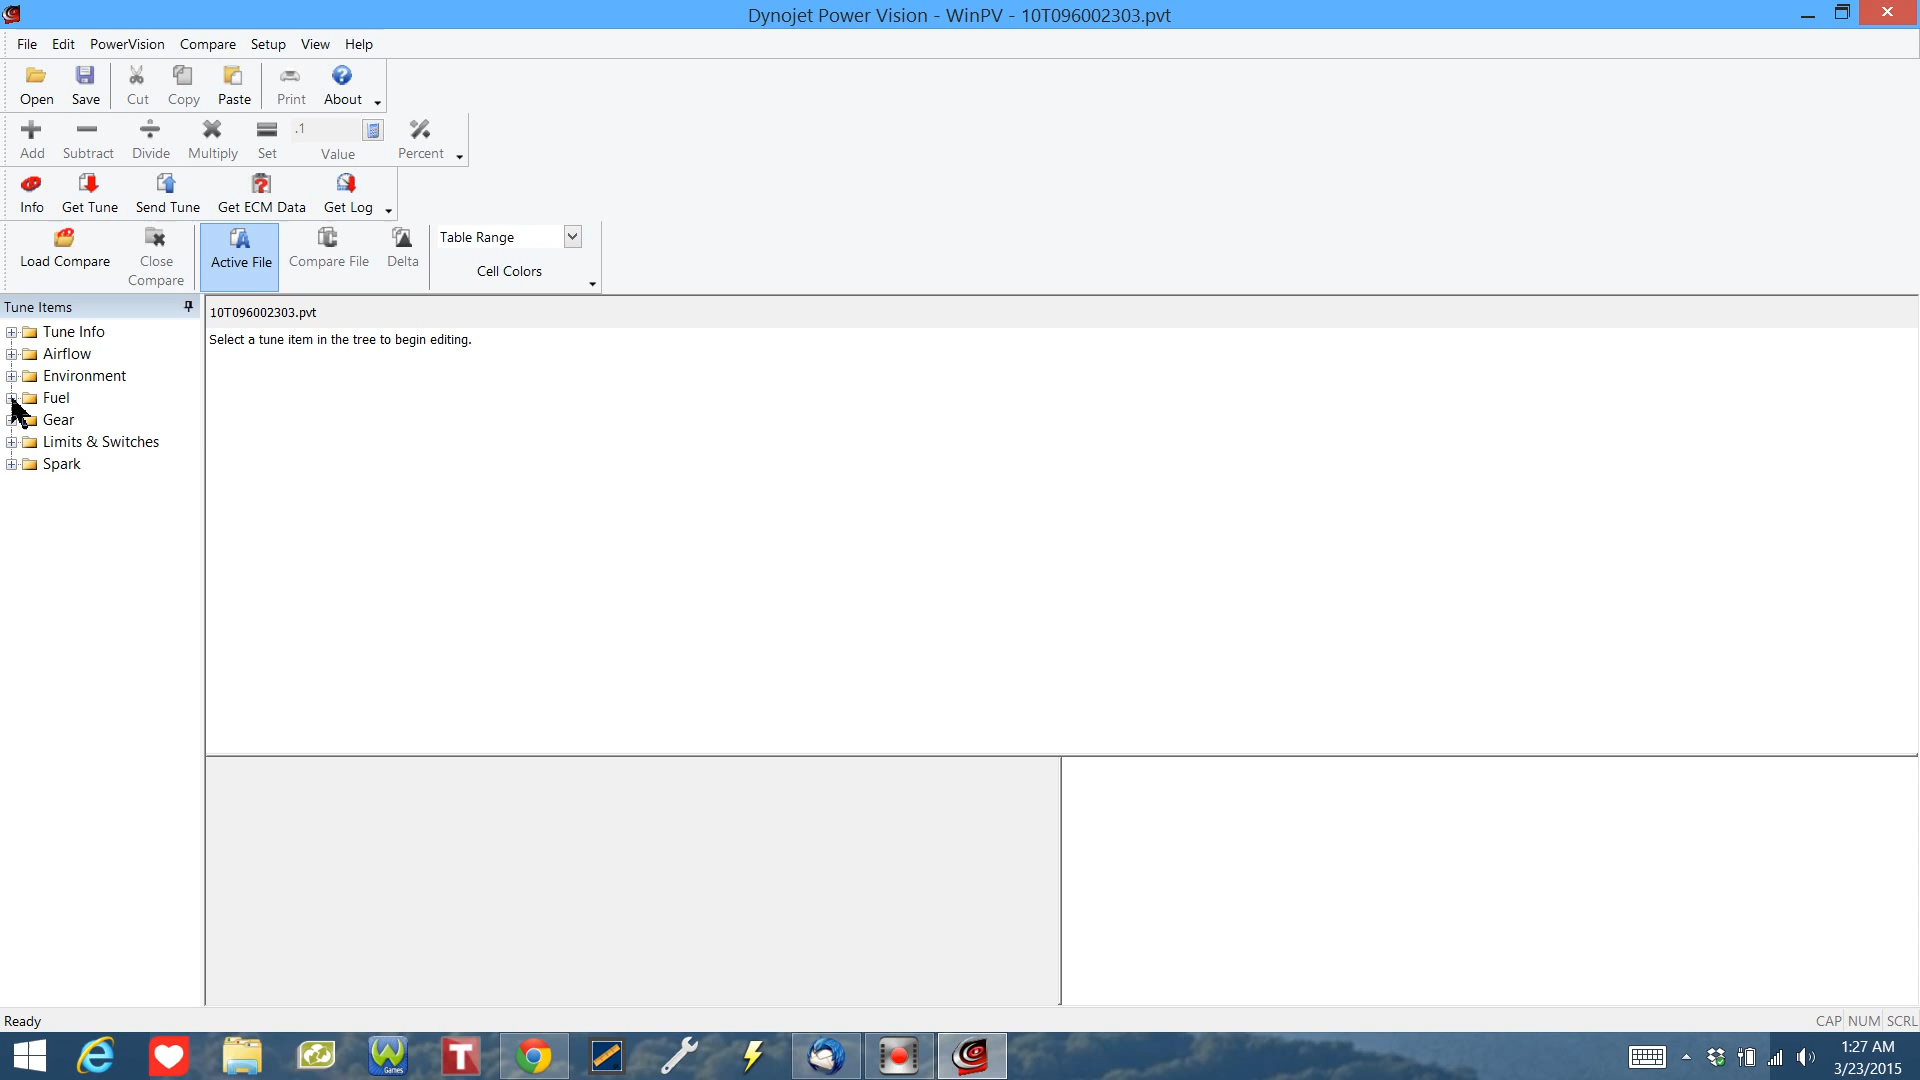 Dynojet Power Vision - WinPV - 10T096002303.pvt
File Edit PowerVision Compare Setup View Help
Open Save Cut Copy Paste Print About
.1
Add Subtract Divide Multiply Set Value Percent
Info Get Tune Send Tune Get ECM Data Get Log
Table Range
Load Compare Close Compare Active File Compare File Delta
Cell Colors
Tune Items
10T096002303.pvt
Select a tune item in the tree to begin editing.
Tune Info
Airflow
Environment
Fuel
Gear
Limits & Switches
Spark
Ready
CAP NUM SCRL
Games
T
1:27 AM
3/23/2015